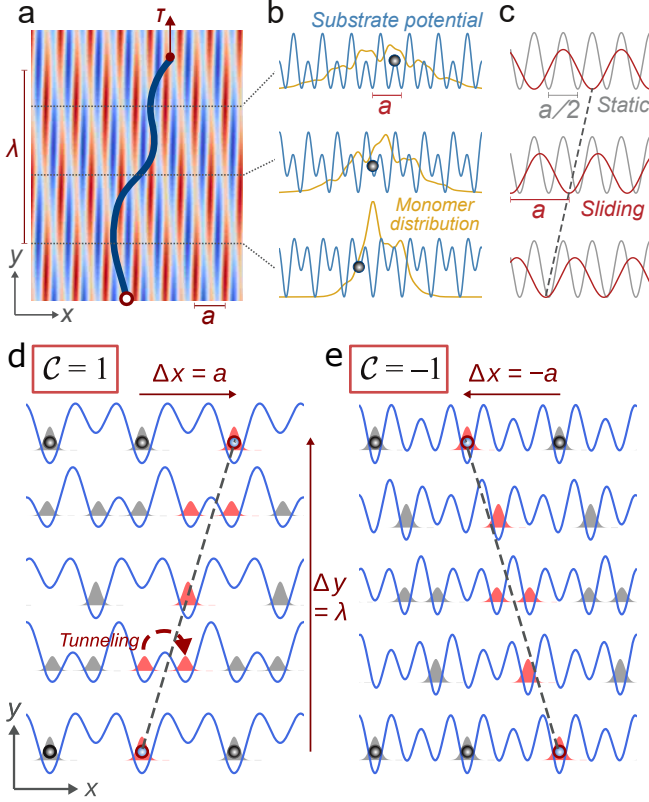 a
τ
λ
y
x
a
b
Substrate potential
a
Monomer
distribution
c
a/2
Static
a
Sliding
d
C = 1
Δx = a
Δy
= λ
Tunneling
y
x
e
C = -1
Δx = -a